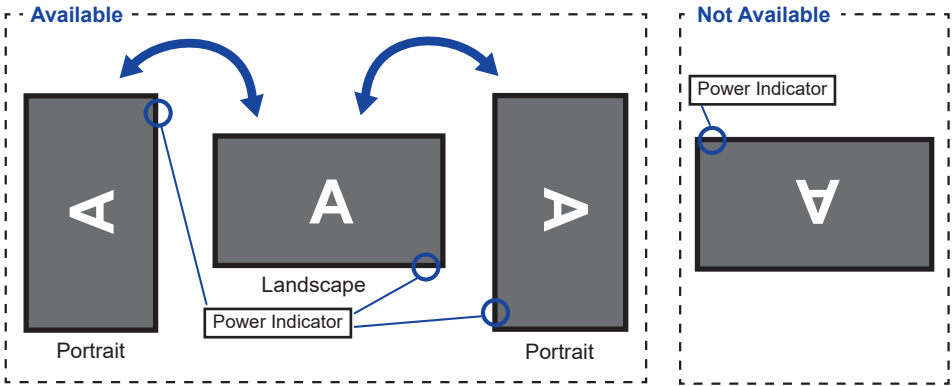 Available
Not Available
Power Indicator
A
A
A
A
Landscape
Power Indicator
Portrait
Portrait